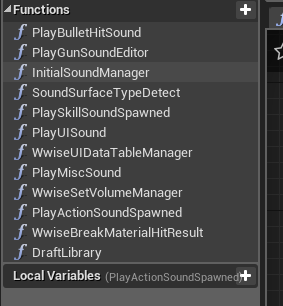 Functions
PlayBulletHitSound
PlayGunSoundEditor
InitialSoundManager
SoundSurfaceTypeDetect
PlaySkillSoundSpawned
PlayUISound
WwiseUIDataTableManager
PlayMiscSound
WwiseSetVolumeManager
PlayActionSoundSpawned
WwiseBreakMaterialHitResult
DraftLibrary
Local Variables (PlayActionSoundSpawned)